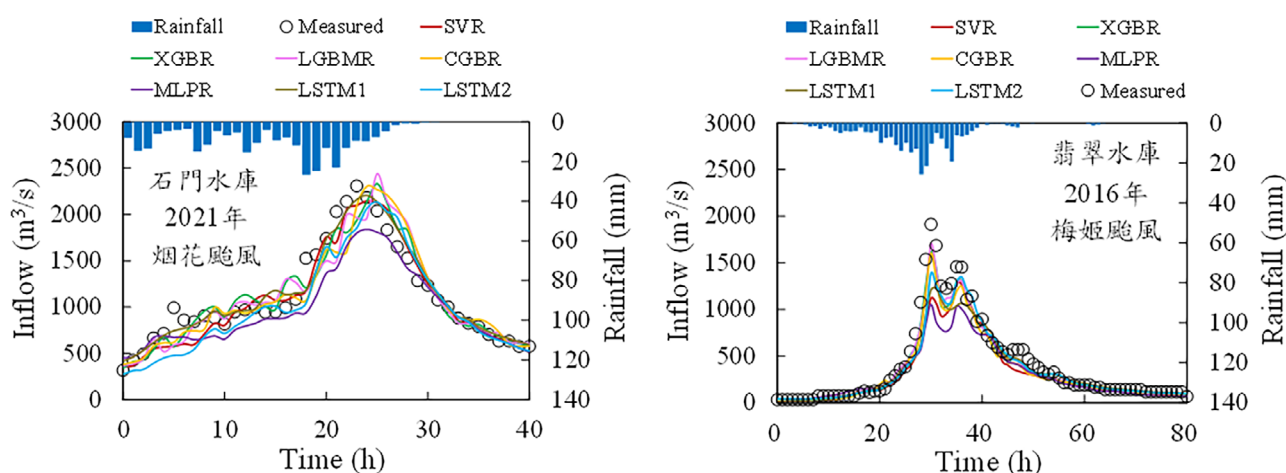 Rainfall Measured SVR
XGBR LGBMR CGBR
MLPR LSTM1 LSTM2
3000
2500
2000
1500
1000
500
0
Inflow (m³/s)
0
20
40
60
80
100
120
140
Rainfall (mm)
石門水庫
2021年
烟花颱風
0 10 20 30 40
Time (h)
Rainfall SVR XGBR
LGBMR CGBR MLPR
LSTM1 LSTM2 Measured
3000
2500
2000
1500
1000
500
0
Inflow (m³/s)
0
20
40
60
80
100
120
140
Rainfall (mm)
翡翠水庫
2016年
梅姬颱風
0 20 40 60 80
Time (h)